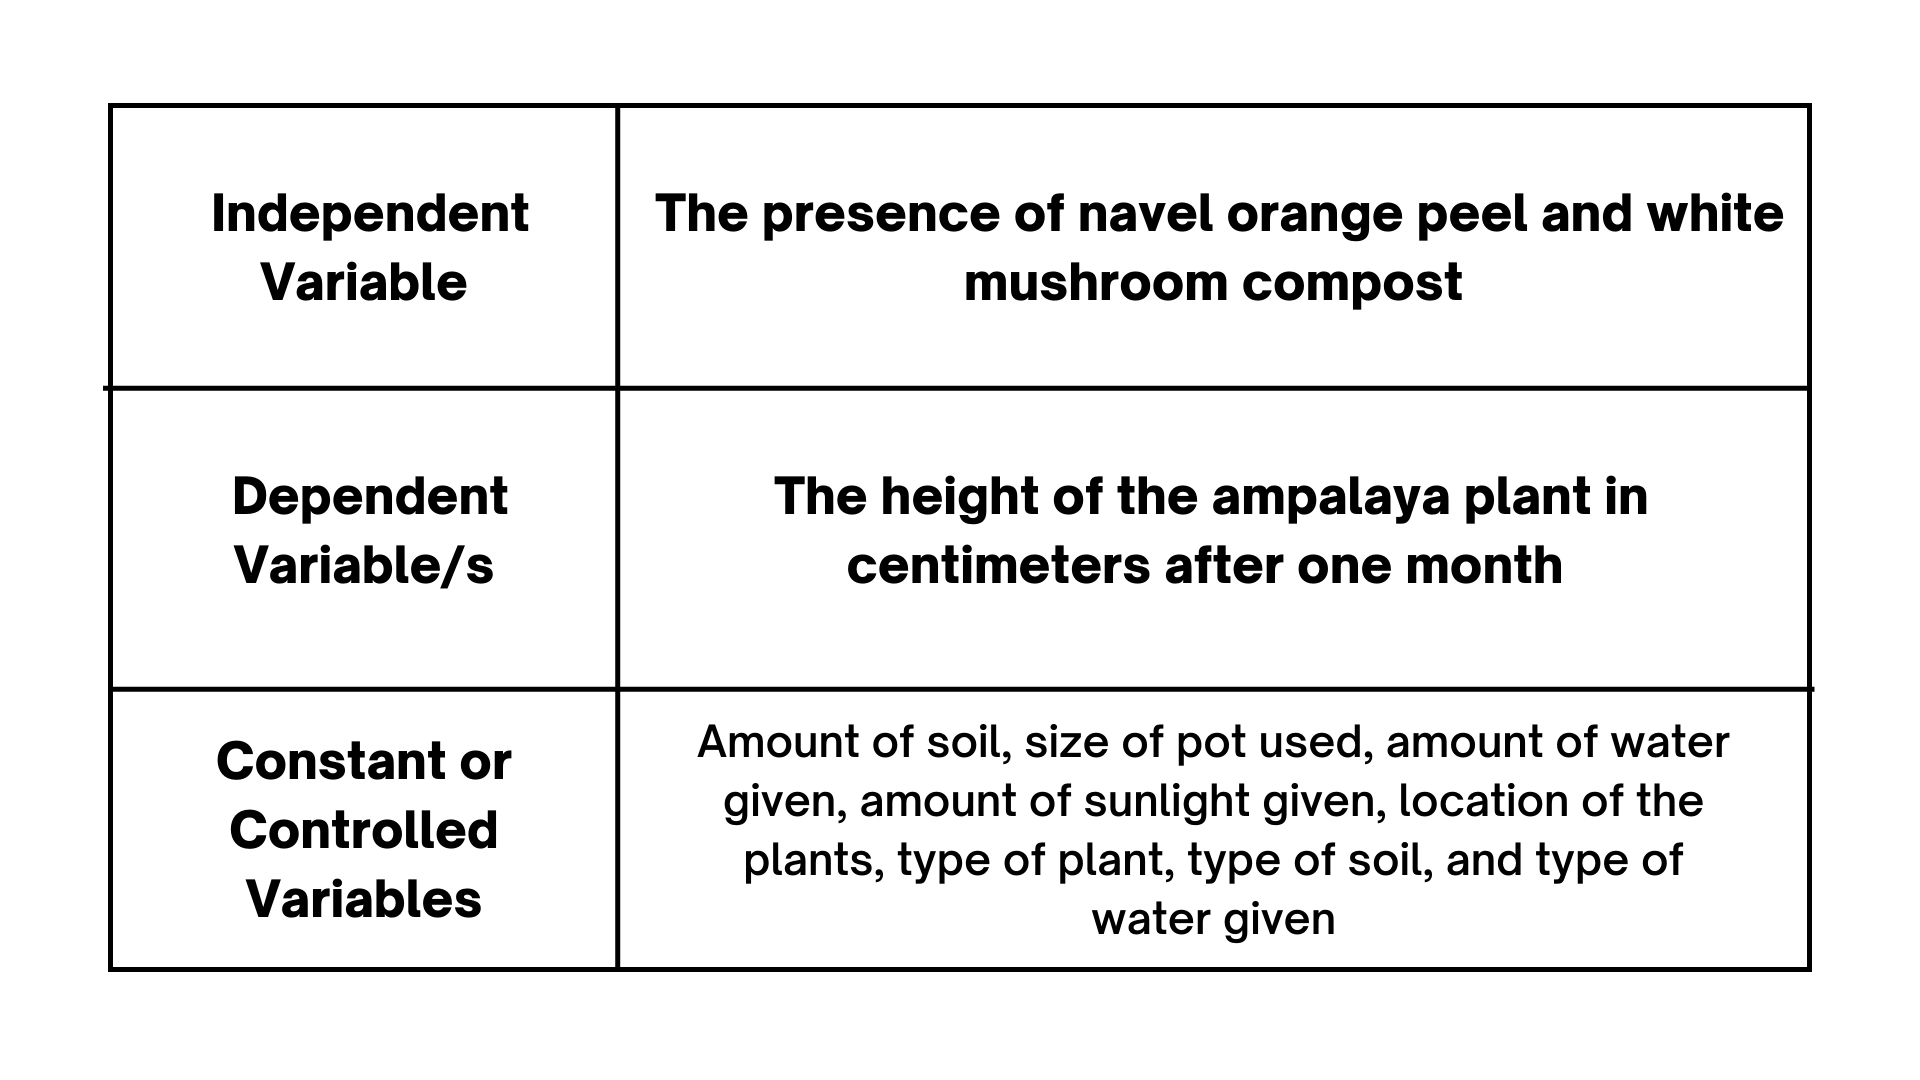 Independent
Variable
The presence of navel orange peel and white
mushroom compost
Dependent
Variable/s
The height of the ampalaya plant in
centimeters after one month
Constant or
Controlled
Variables
Amount of soil, size of pot used, amount of water
given, amount of sunlight given, location of the
plants, type of plant, type of soil, and type of
water given